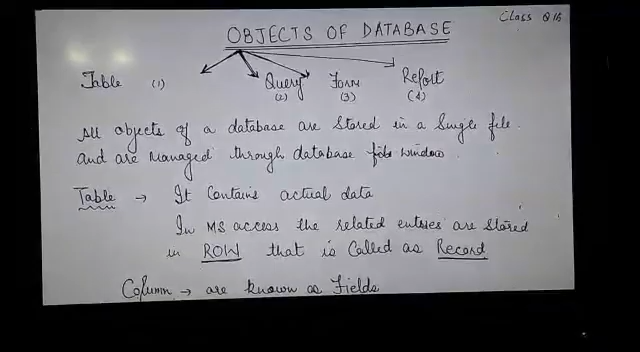 Class 9th
OBJECTS OF DATABASE
Table (1) Query (2) Form (3) Report (4)
All objects of a database are Stored in a Single file.
and are managed through database window.
Table → It Contains actual data
In MS access the related entries are stored
in ROW that is Called as Record
Column → are known as Fields